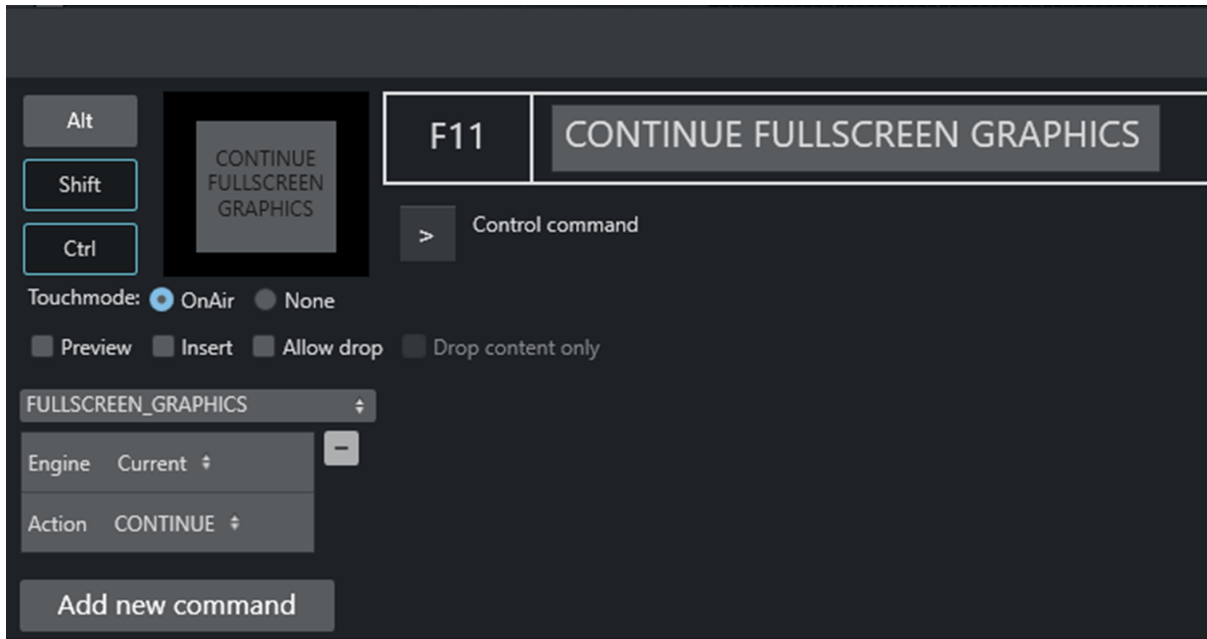 Alt
Shift
Ctrl
CONTINUE
FULLSCREEN
GRAPHICS
F11
CONTINUE FULLSCREEN GRAPHICS
>
Control command
Touchmode: OnAir None
Preview Insert Allow drop Drop content only
FULLSCREEN_GRAPHICS
Engine Current
−
Action CONTINUE
Add new command